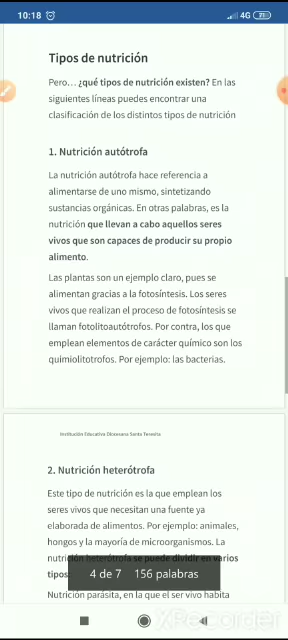 10:18
4G 31
Tipos de nutrición
Pero... ¿qué tipos de nutrición existen? En las
siguientes líneas puedes encontrar una
clasificación de los distintos tipos de nutrición
1. Nutrición autótrofa
La nutrición autótrofa hace referencia a
alimentarse de uno mismo, sintetizando
sustancias orgánicas. En otras palabras, es la
nutrición que llevan a cabo aquellos seres
vivos que son capaces de producir su propio
alimento.
Las plantas son un ejemplo claro, pues se
alimentan gracias a la fotosíntesis. Los seres
vivos que realizan el proceso de fotosíntesis se
llaman fotolitoautótrofos. Por contra, los que
emplean elementos de carácter químico son los
quimiolitotrofos. Por ejemplo: las bacterias.
Institución Educativa Diocesana Santa Teresita
2. Nutrición heterótrofa
Este tipo de nutrición es la que emplean los
seres vivos que necesitan una fuente ya
elaborada de alimentos. Por ejemplo: animales,
hongos y la mayoría de microorganismos. La
nutrición heterótrofa se puede dividir en varios
tipos:
4 de 7 156 palabras
Nutrición parásita, en la que el ser vivo habita
XRecorder